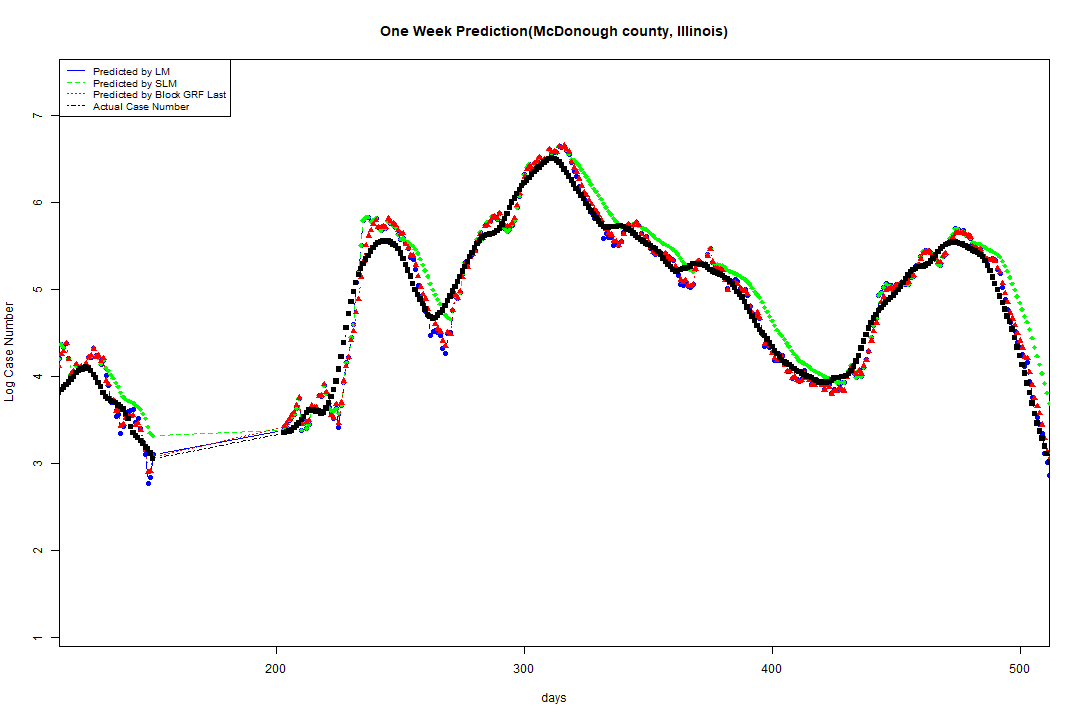 One Week Prediction(McDonough county, Illinois)
Predicted by LM
Predicted by SLM
Predicted by Block GRF Last
Actual Case Number
7
6
5
4
3
2
1
Log Case Number
200 300 400 500
days